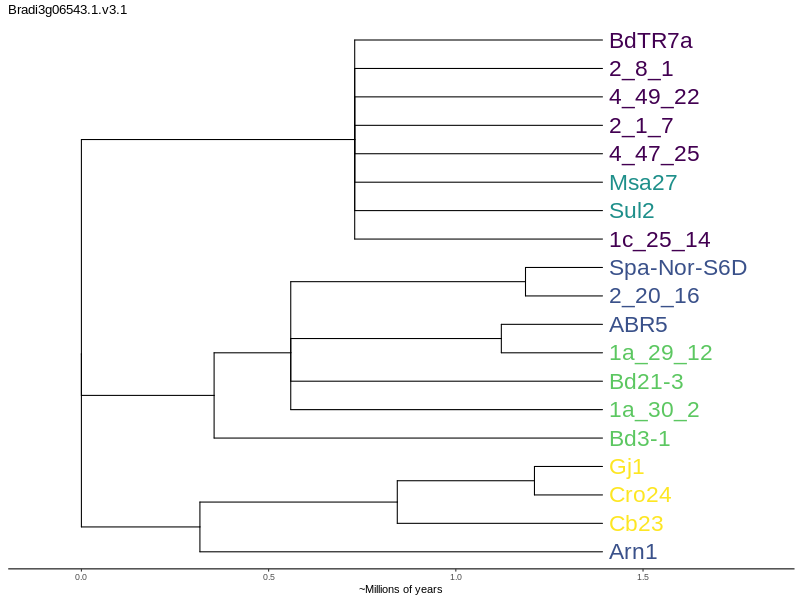 Bradi3g06543.1.v3.1
BdTR7a
2_8_1
4_49_22
2_1_7
4_47_25
Msa27
Sul2
1c_25_14
Spa-Nor-S6D
2_20_16
ABR5
1a_29_12
Bd21-3
1a_30_2
Bd3-1
Gj1
Cro24
Cb23
Arn1
0.0 0.5 1.0 1.5
~Millions of years